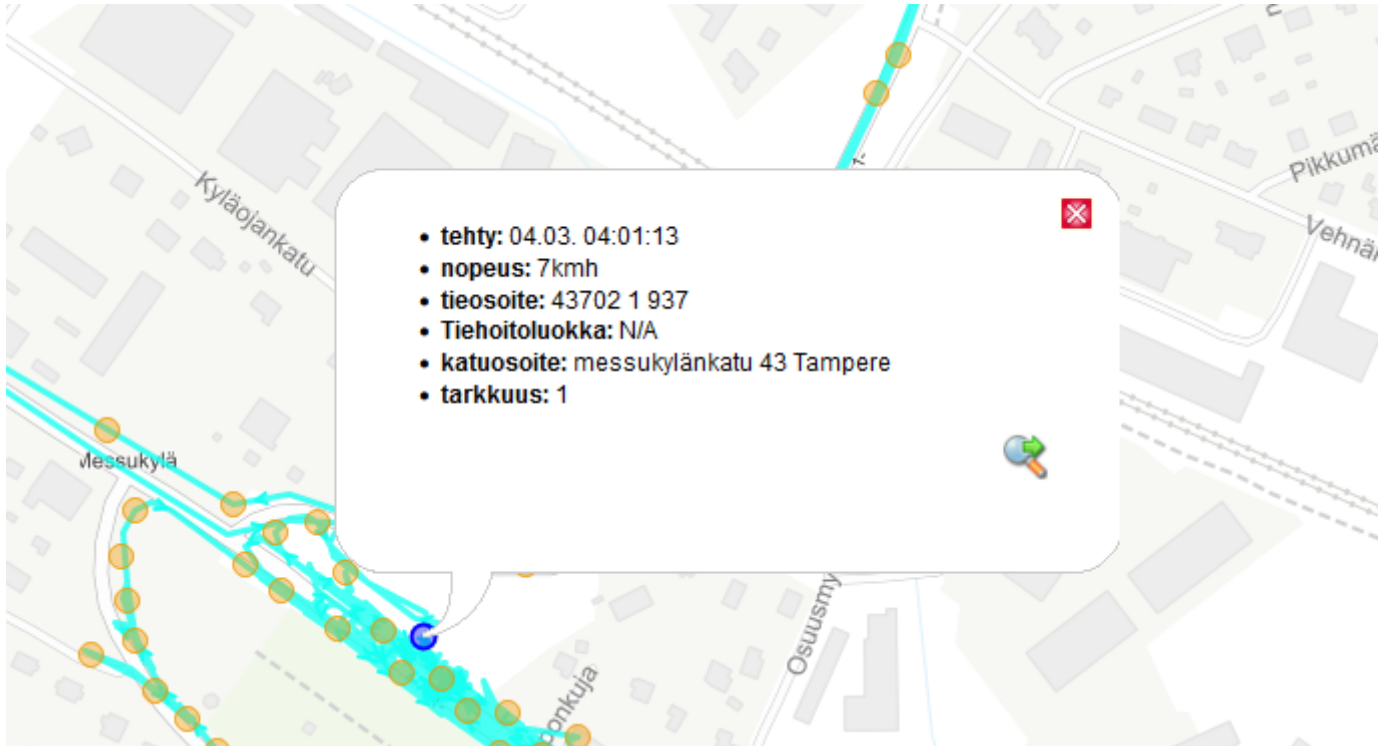 Kyläojankatu
Pikkumä
Vehnä
• tehty: 04.03. 04:01:13
• nopeus: 7kmh
• tieosoite: 43702 1 937
• Tiehoitoluokka: N/A
• katuosoite: messukylänkatu 43 Tampere
• tarkkuus: 1
Messukylä
Osuusmy
onkuja